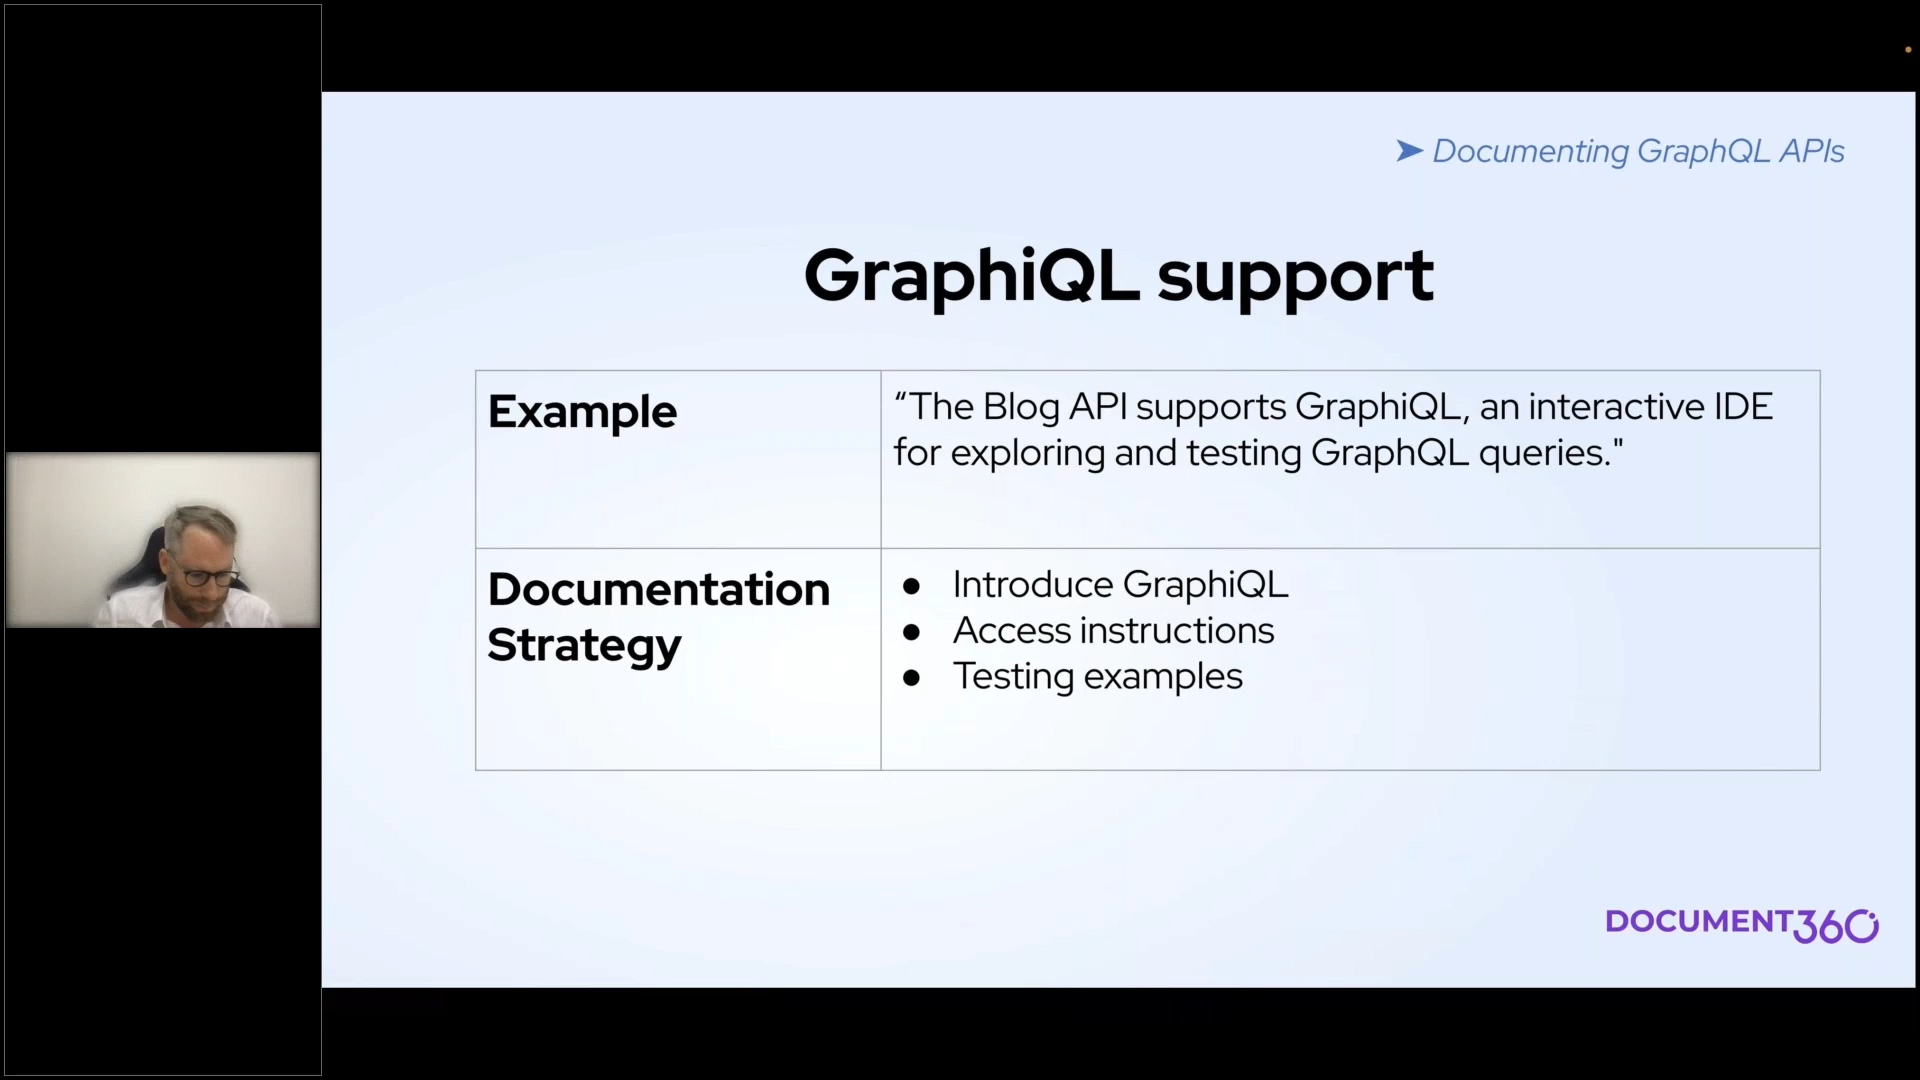 ➤ Documenting GraphQL APIs
GraphiQL support
Example
“The Blog API supports GraphiQL, an interactive IDE
for exploring and testing GraphQL queries."
Documentation
Strategy
● Introduce GraphiQL
● Access instructions
● Testing examples
DOCUMENT360